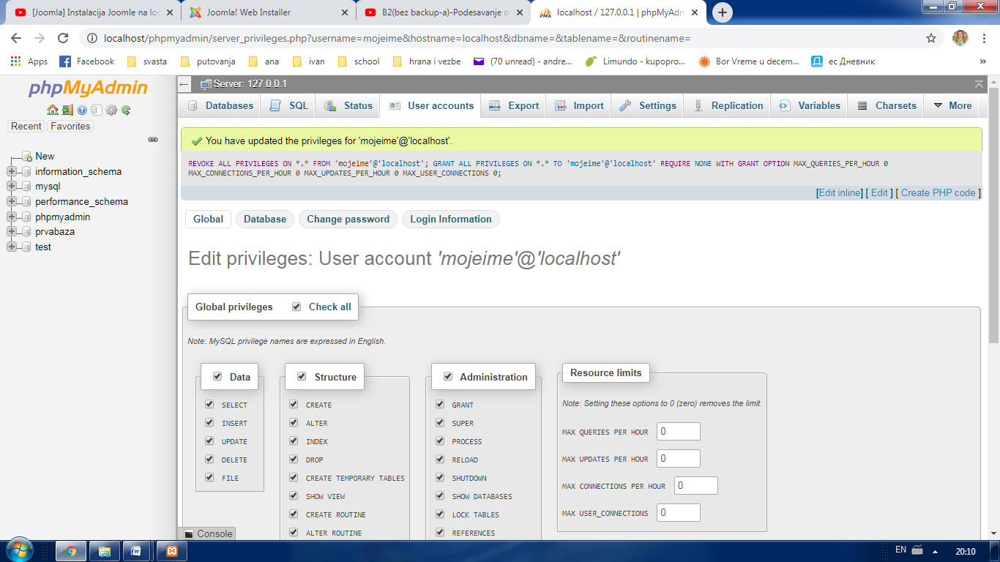 [Joomla] Instalacija Joomle na lo
Joomla! Web Installer
B2(bez backup-a)-Podesavanje o
localhost / 127.0.0.1 | phpMyAdm
localhost/phpmyadmin/server_privileges.php?username=mojeime&hostname=localhost&dbname=&tablename=&routinename=
Apps Facebook svasta putovanja ana ivan school hrana i vezbe (70 unread) - andre... Limundo - kupopro... Bor Vreme u decem... ес Дневник »
phpMyAdmin
Recent Favorites
New
information_schema
mysql
performance_schema
phpmyadmin
prvabaza
test
Server: 127.0.0.1
Databases SQL Status User accounts Export Import Settings Replication Variables Charsets More
You have updated the privileges for 'mojeime'@'localhost'.
REVOKE ALL PRIVILEGES ON *.* FROM 'mojeime'@'localhost'; GRANT ALL PRIVILEGES ON *.* TO 'mojeime'@'localhost' REQUIRE NONE WITH GRANT OPTION MAX_QUERIES_PER_HOUR 0
MAX_CONNECTIONS_PER_HOUR 0 MAX_UPDATES_PER_HOUR 0 MAX_USER_CONNECTIONS 0;
[Edit inline] [ Edit ] [ Create PHP code ]
Global Database Change password Login Information
Edit privileges: User account 'mojeime'@'localhost'
Global privileges Check all
Note: MySQL privilege names are expressed in English.
Data
SELECT
INSERT
UPDATE
DELETE
FILE
Structure
CREATE
ALTER
INDEX
DROP
CREATE TEMPORARY TABLES
SHOW VIEW
CREATE ROUTINE
ALTER ROUTINE
Administration
GRANT
SUPER
PROCESS
RELOAD
SHUTDOWN
SHOW DATABASES
LOCK TABLES
REFERENCES
Resource limits
Note: Setting these options to 0 (zero) removes the limit.
MAX QUERIES PER HOUR 0
MAX UPDATES PER HOUR 0
MAX CONNECTIONS PER HOUR 0
MAX USER_CONNECTIONS 0
Console
EN 20:10